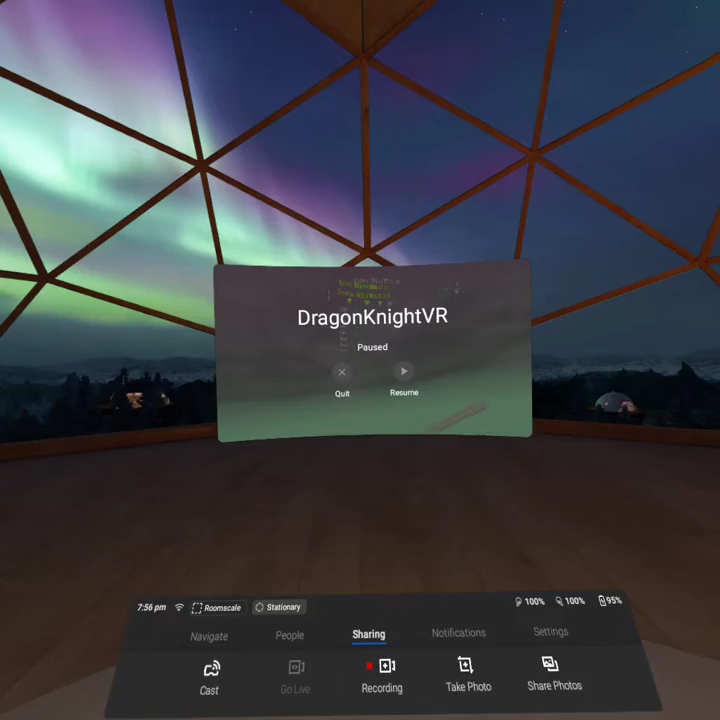 DragonKnightVR
Paused
Quit
Resume
7:56 pm
Roomscale
Stationary
100%
100%
95%
Navigate
People
Sharing
Notifications
Settings
Cast
Go Live
Recording
Take Photo
Share Photos